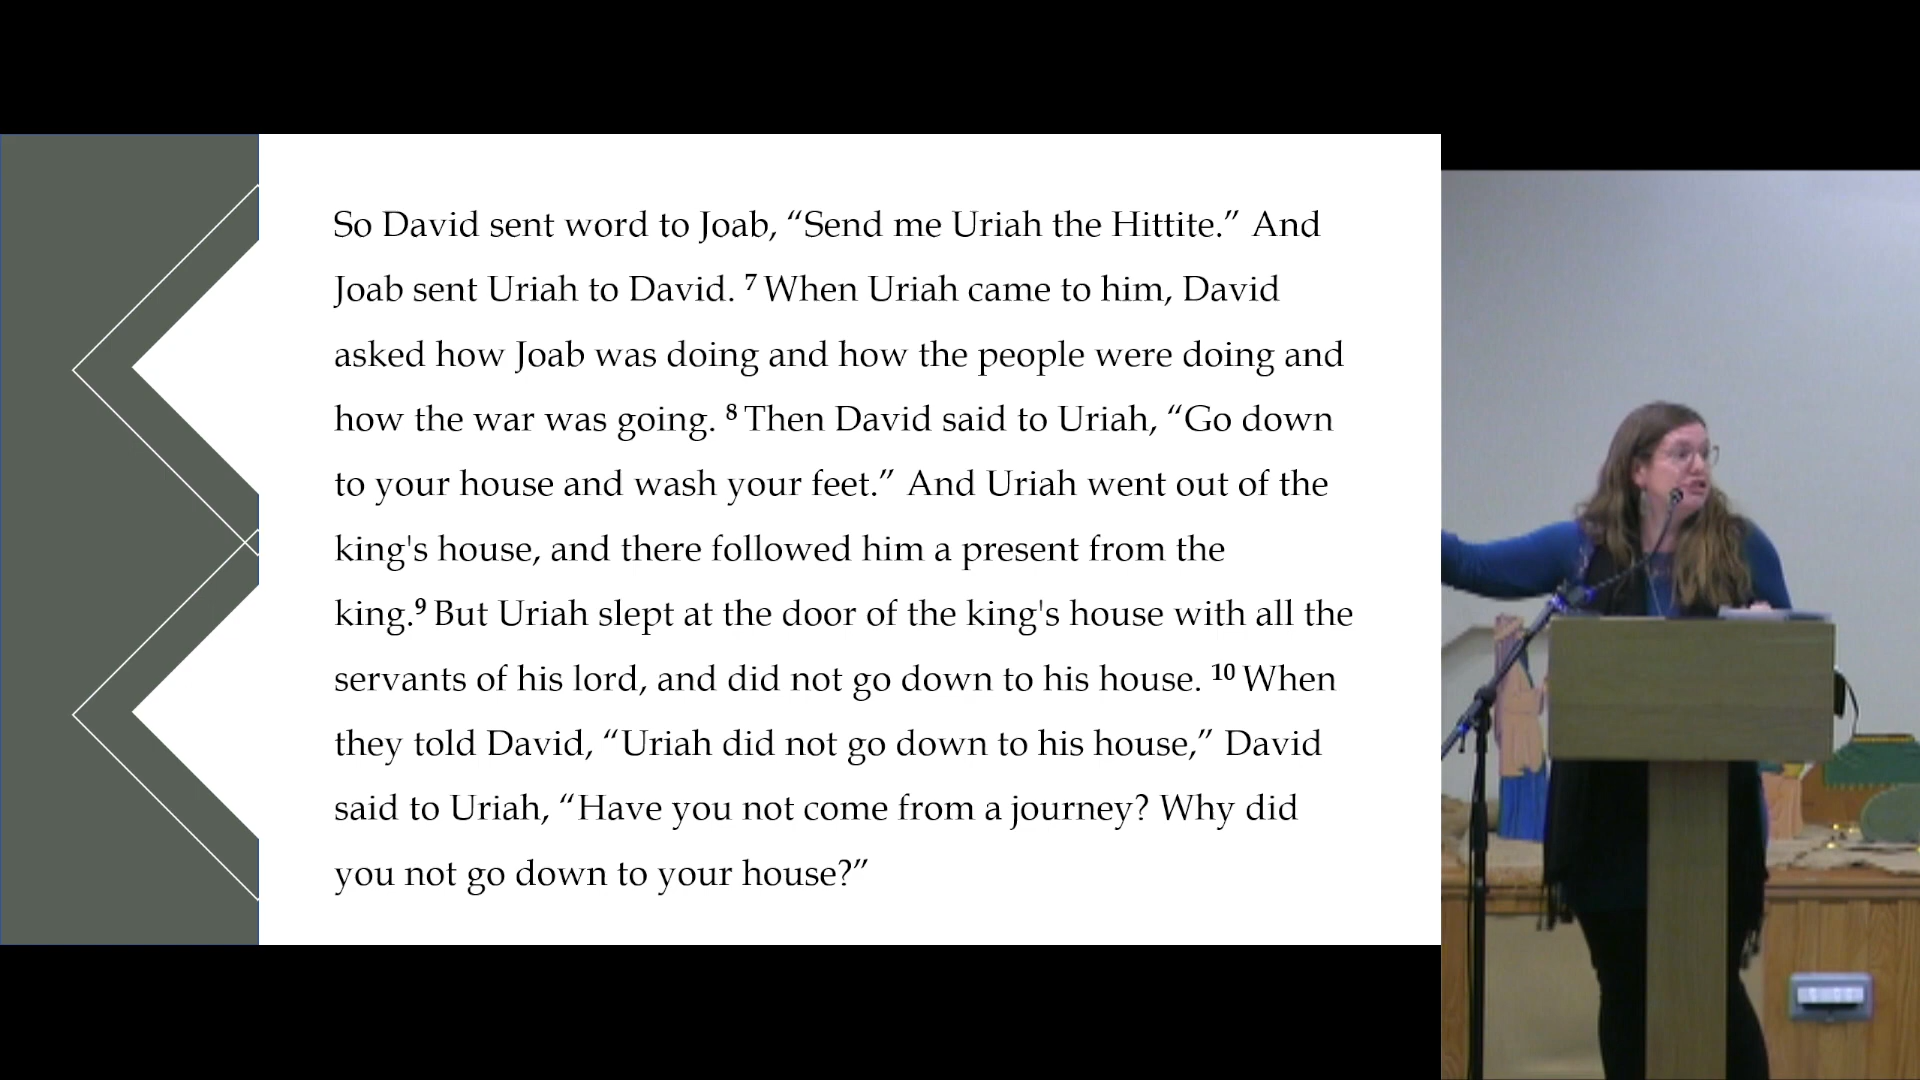 So David sent word to Joab, “Send me Uriah the Hittite.” And
Joab sent Uriah to David. 7 When Uriah came to him, David
asked how Joab was doing and how the people were doing and
how the war was going. 8 Then David said to Uriah, “Go down
to your house and wash your feet.” And Uriah went out of the
king's house, and there followed him a present from the
king.9 But Uriah slept at the door of the king's house with all the
servants of his lord, and did not go down to his house. 10 When
they told David, “Uriah did not go down to his house,” David
said to Uriah, “Have you not come from a journey? Why did
you not go down to your house?”